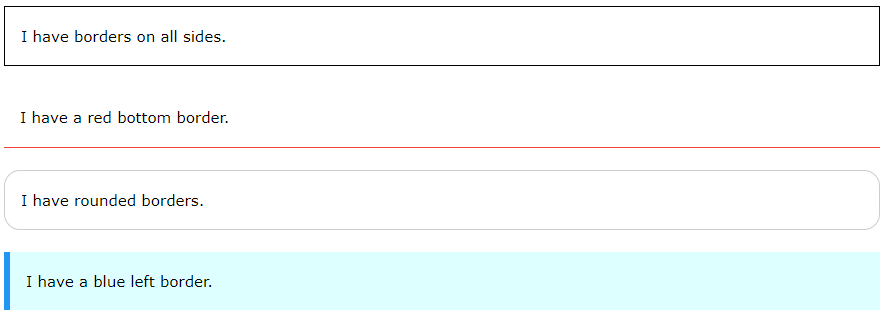 I have borders on all sides.
I have a red bottom border.
I have rounded borders.
I have a blue left border.